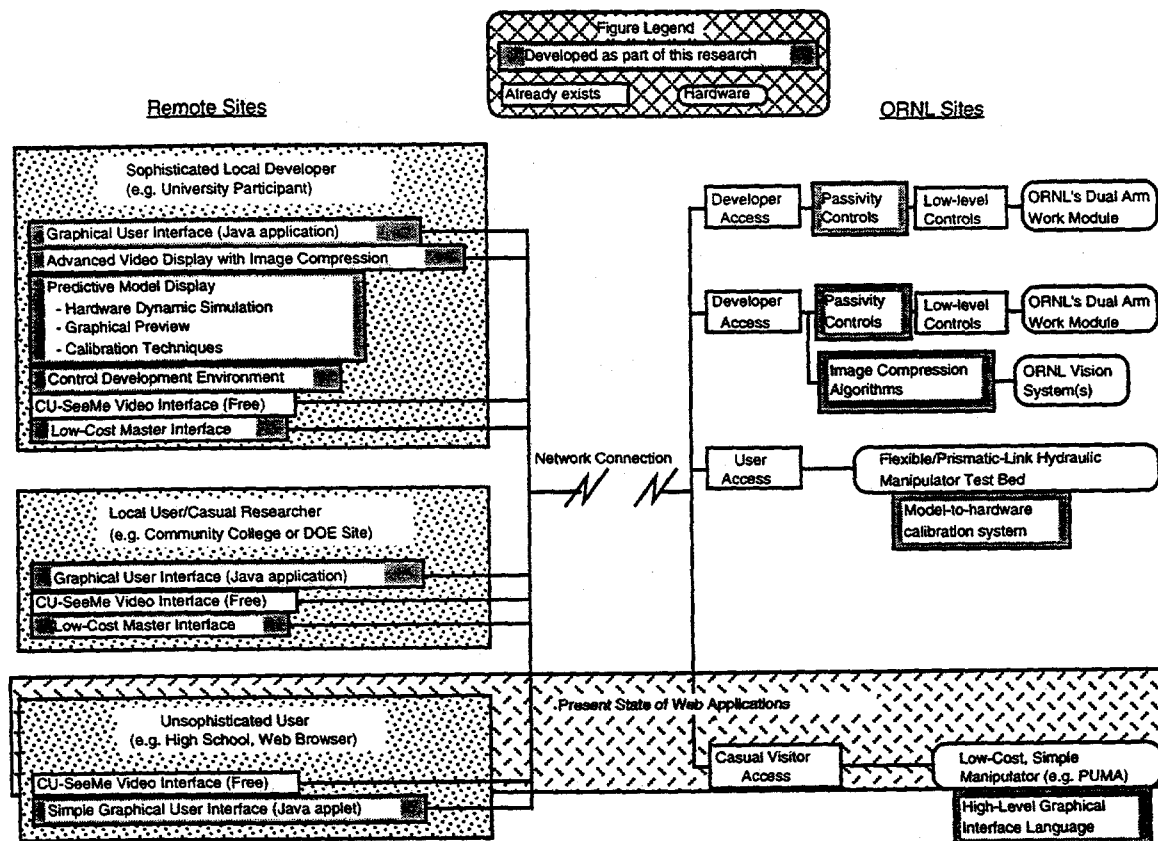 Figure Legend
Developed as part of this research
Already exists
Hardware
Remote Sites
ORNL Sites
Sophisticated Local Developer
(e.g. University Participant)
Graphical User Interface (Java application)
Advanced Video Display with Image Compression
Predictive Model Display
- Hardware Dynamic Simulation
- Graphical Preview
- Calibration Techniques
Control Development Environment
CU-SeeMe Video Interface (Free)
Low-Cost Master Interface
Local User/Casual Researcher
(e.g. Community College or DOE Site)
Graphical User Interface (Java application)
CU-SeeMe Video Interface (Free)
Low-Cost Master Interface
Unsophisticated User
(e.g. High School, Web Browser)
CU-SeeMe Video Interface (Free)
Simple Graphical User Interface (Java applet)
Network Connection
Present State of Web Applications
Developer
Access
Passivity
Controls
Low-level
Controls
ORNL's Dual Arm
Work Module
Developer
Access
Passivity
Controls
Low-level
Controls
ORNL's Dual Arm
Work Module
Image Compression
Algorithms
ORNL Vision
System(s)
User
Access
Flexible/Prismatic-Link Hydraulic
Manipulator Test Bed
Model-to-hardware
calibration system
Casual Visitor
Access
Low-Cost, Simple
Manipulator (e.g. PUMA)
High-Level Graphical
Interface Language